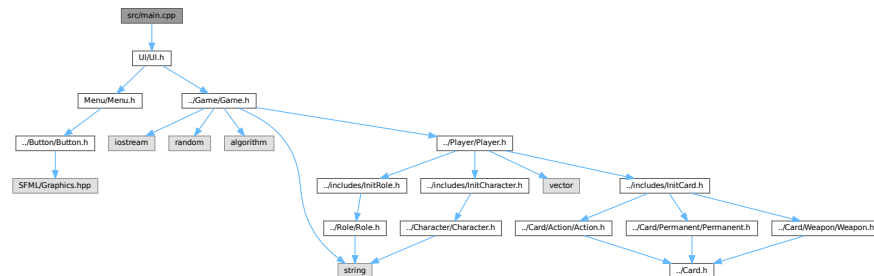 src/main.cpp
UI/UI.h
Menu/Menu.h
../Game/Game.h
../Button/Button.h
iostream
random
algorithm
../Player/Player.h
SFML/Graphics.hpp
../includes/InitRole.h
../includes/InitCharacter.h
vector
../includes/InitCard.h
../Role/Role.h
../Character/Character.h
../Card/Action/Action.h
../Card/Permanent/Permanent.h
../Card/Weapon/Weapon.h
string
../Card.h